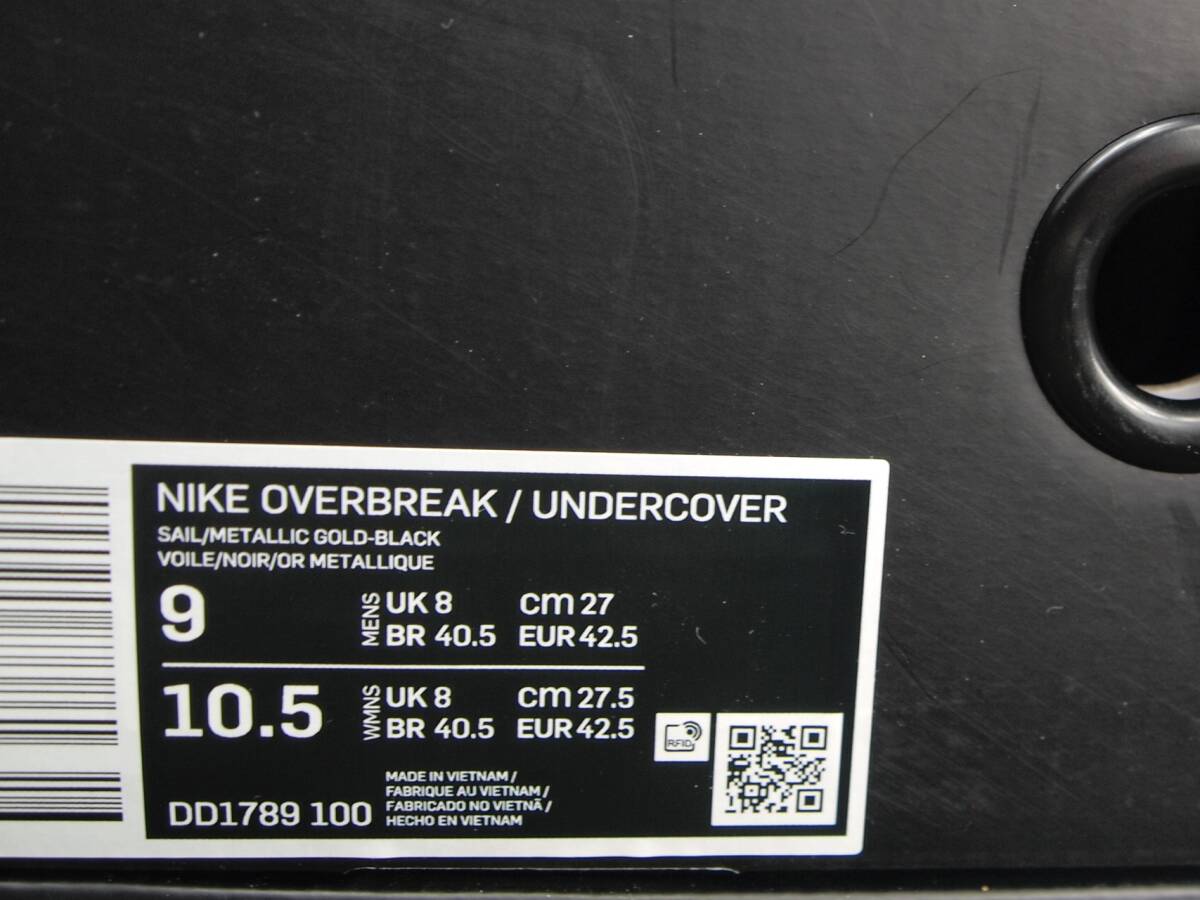 NIKE OVERBREAK / UNDERCOVER
SAIL/METALLIC GOLD-BLACK
VOILE/NOIR/OR METALLIQUE
9 MENS UK 8 cm 27
BR 40.5 EUR 42.5
10.5 WMNS UK 8 cm 27.5
BR 40.5 EUR 42.5
RFID
MADE IN VIETNAM /
FABRIQUE AU VIETNAM /
FABRICADO NO VIETNÃ /
HECHO EN VIETNAM
DD1789 100